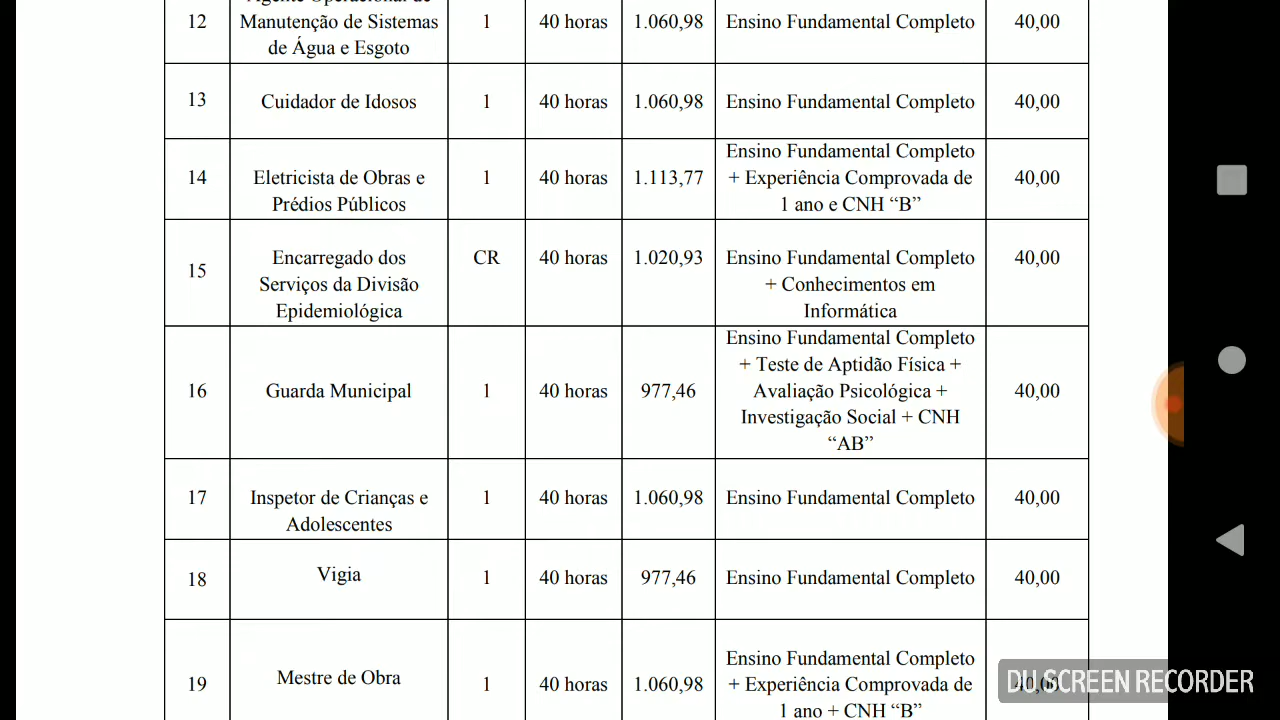 Agente Operacional de
12 Manutenção de Sistemas 1 40 horas 1.060,98 Ensino Fundamental Completo 40,00
de Água e Esgoto
13 Cuidador de Idosos 1 40 horas 1.060,98 Ensino Fundamental Completo 40,00
Ensino Fundamental Completo
14 Eletricista de Obras e 1 40 horas 1.113,77 + Experiência Comprovada de 40,00
Prédios Públicos 1 ano e CNH “B”
Encarregado dos CR 40 horas 1.020,93 Ensino Fundamental Completo 40,00
15 Serviços da Divisão + Conhecimentos em
Epidemiológica Informática
Ensino Fundamental Completo
+ Teste de Aptidão Física +
16 Guarda Municipal 1 40 horas 977,46 Avaliação Psicológica + 40,00
Investigação Social + CNH
“AB”
17 Inspetor de Crianças e 1 40 horas 1.060,98 Ensino Fundamental Completo 40,00
Adolescentes
18 Vigia 1 40 horas 977,46 Ensino Fundamental Completo 40,00
Ensino Fundamental Completo
19 Mestre de Obra 1 40 horas 1.060,98 + Experiência Comprovada de 40,00
1 ano + CNH “B”
DU SCREEN RECORDER